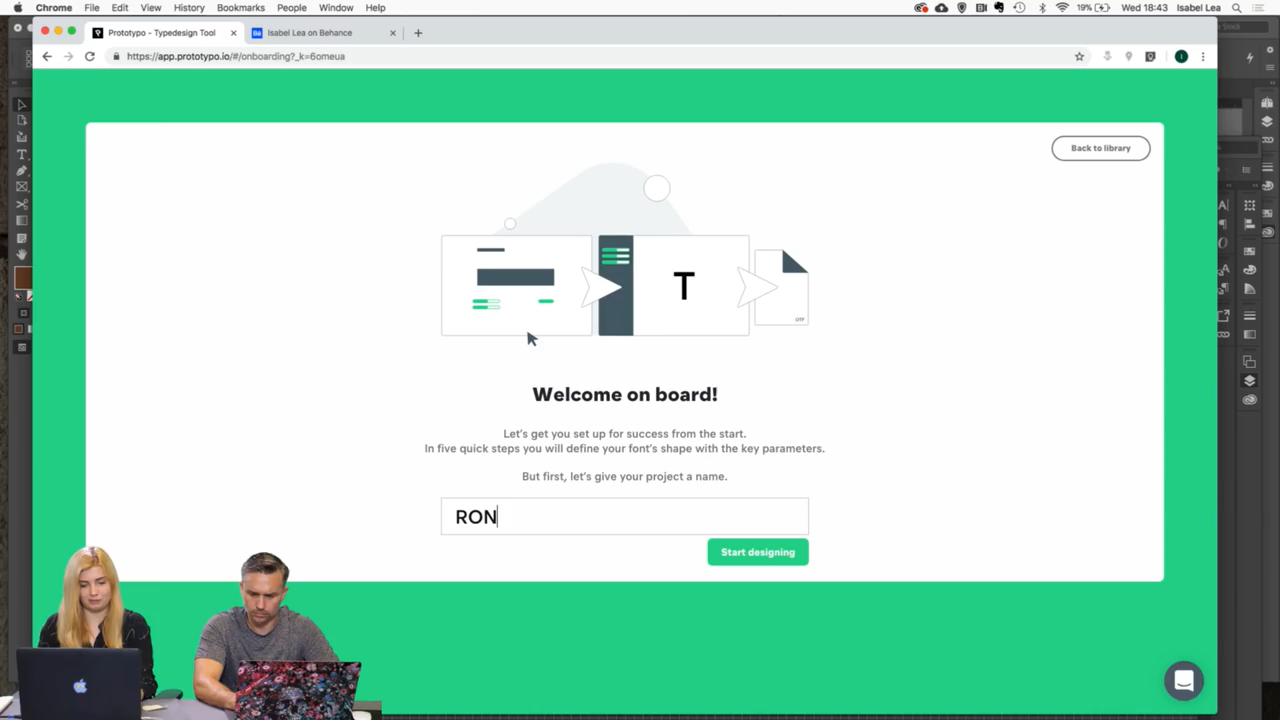 Chrome File Edit View History Bookmarks People Window Help 19% Wed 18:43 Isabel Lea
Prototypo - Typedesign Tool
Isabel Lea on Behance
https://app.prototypo.io/#/onboarding?_k=6omeua
Back to library
T
OTF
Welcome on board!
Let's get you set up for success from the start.
In five quick steps you will define your font's shape with the key parameters.
But first, let's give your project a name.
RON
Start designing